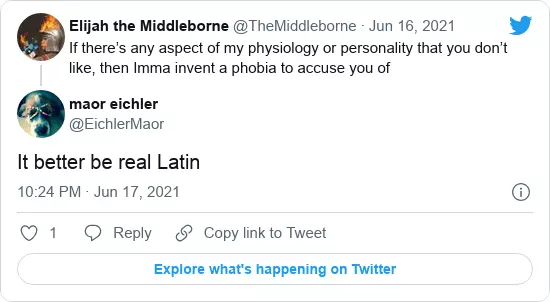 Elijah the Middleborne @TheMiddleborne · Jun 16, 2021
If there’s any aspect of my physiology or personality that you don’t
like, then Imma invent a phobia to accuse you of
maor eichler
@EichlerMaor
It better be real Latin
10:24 PM · Jun 17, 2021
1 Reply Copy link to Tweet
Explore what's happening on Twitter